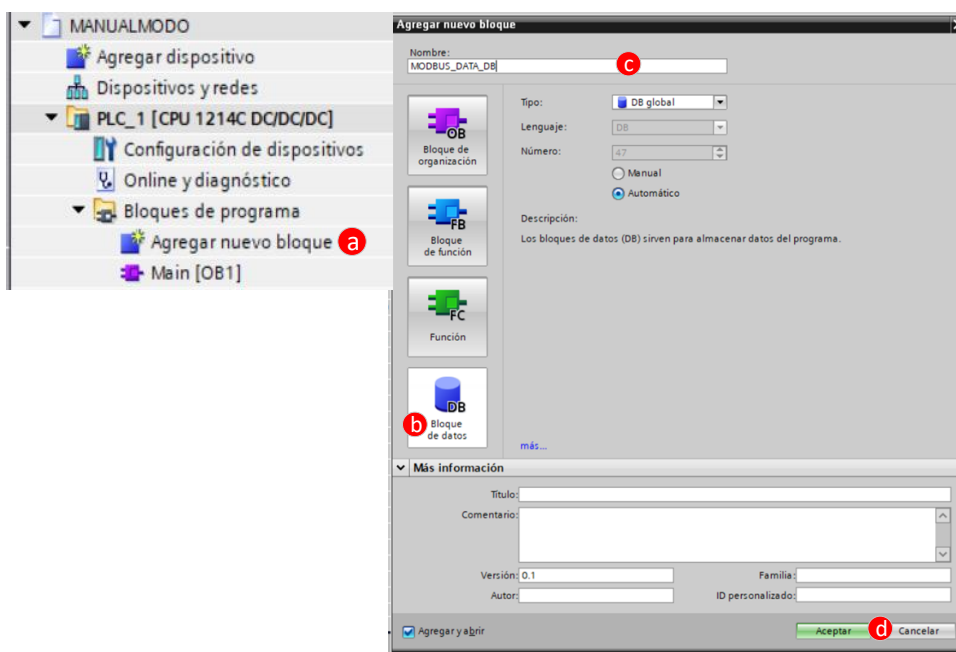 MANUALMODO
Agregar dispositivo
Dispositivos y redes
PLC_1 [CPU 1214C DC/DC/DC]
Configuración de dispositivos
Online y diagnóstico
Bloques de programa
Agregar nuevo bloque a
Main [OB1]
Agregar nuevo bloque
Nombre:
MODBUS_DATA_DB c
OB
Bloque de
organización
FB
Bloque
de función
FC
Función
DB
b Bloque
de datos
Tipo: DB global
Lenguaje: DB
Número: 47
Manual
Automático
Descripción:
Los bloques de datos (DB) sirven para almacenar datos del programa.
más...
Más información
Título:
Comentario:
Versión: 0.1 Familia:
Autor: ID personalizado:
Agregar y abrir Aceptar d Cancelar